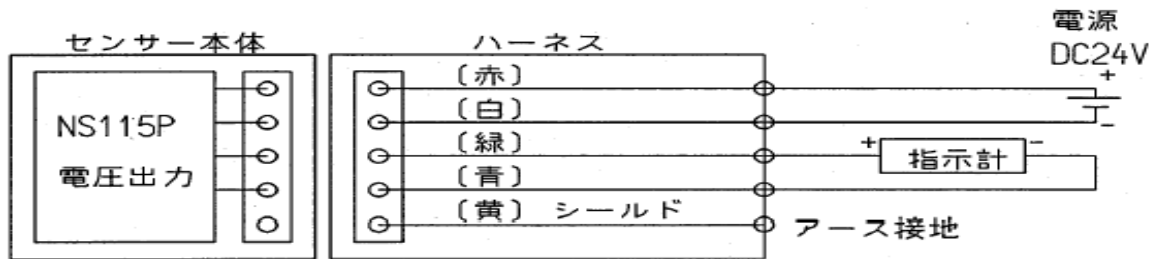 電源
DC24V
センサー本体
ハーネス
+
-
NS115P
電圧出力
〔赤〕
〔白〕
〔緑〕
〔青〕
〔黄〕 シールド
+
指示計
-
アース接地